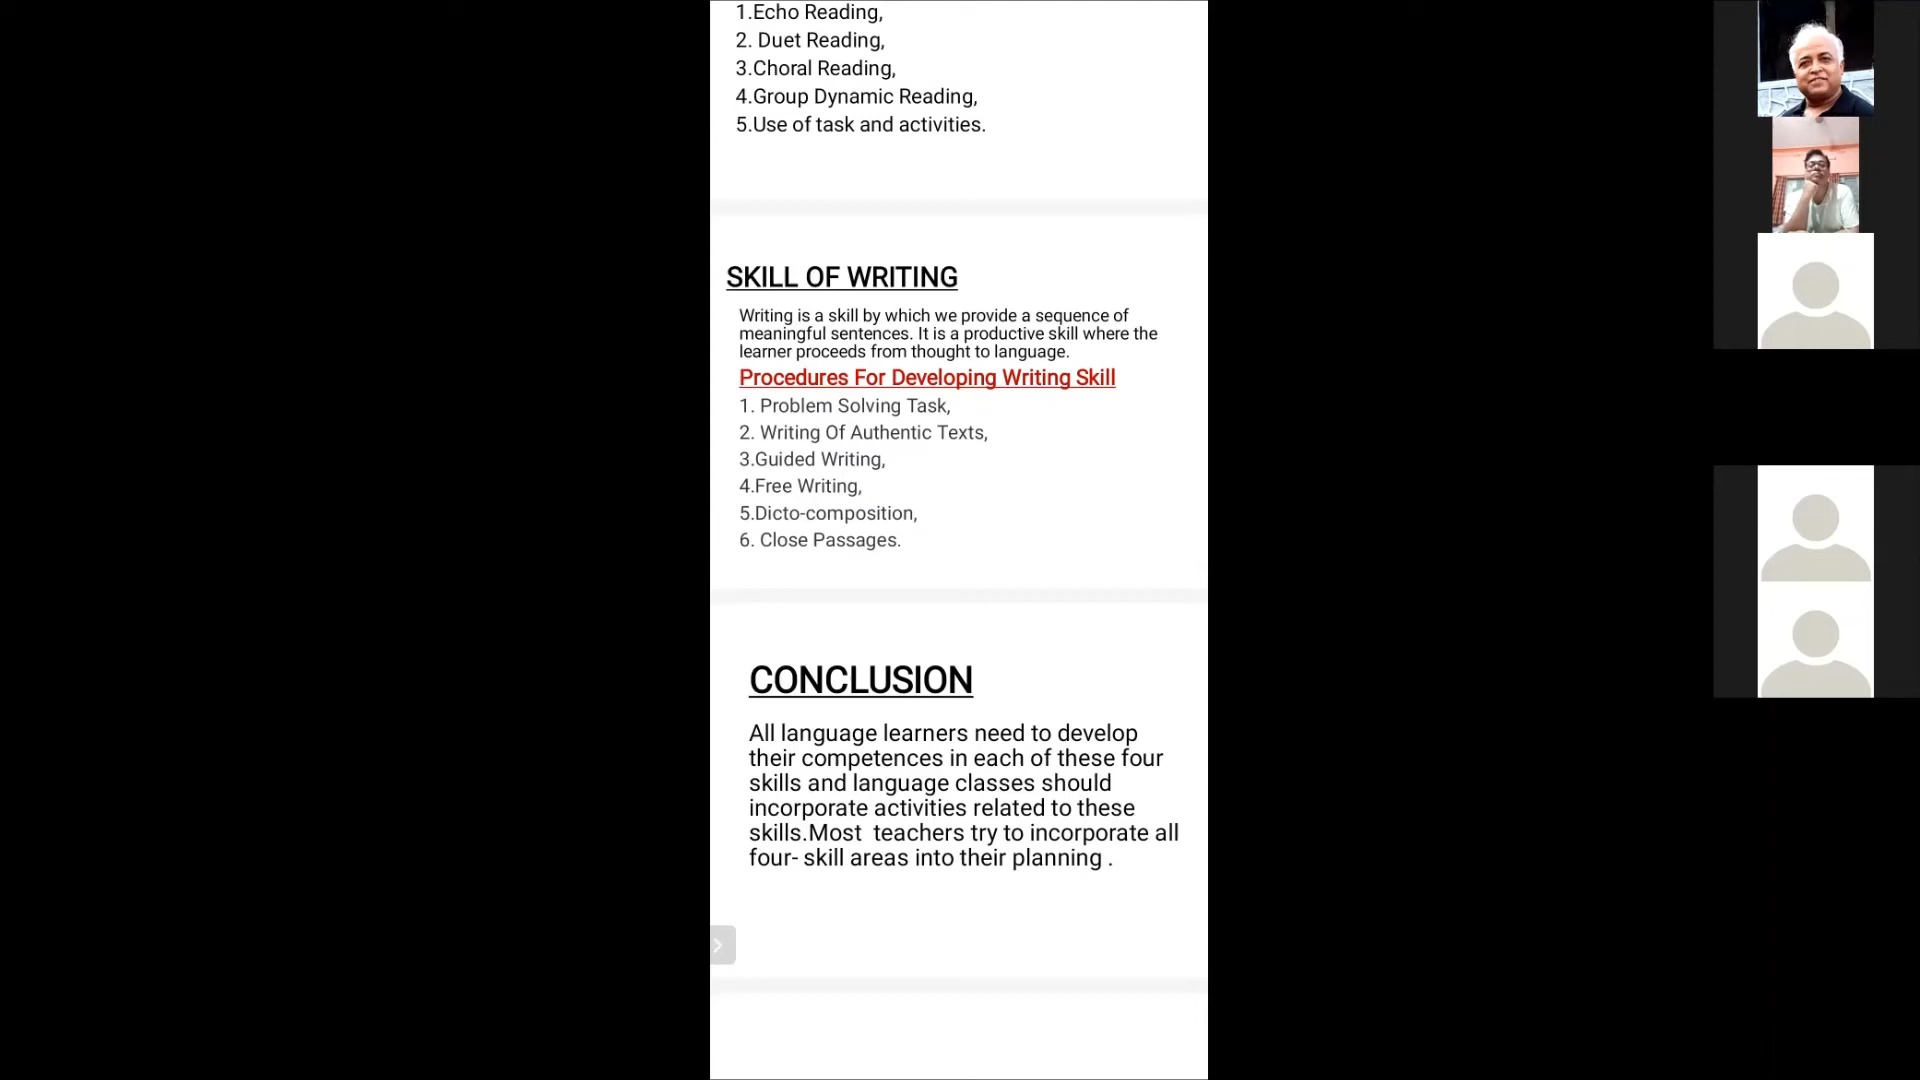 1.Echo Reading,
2. Duet Reading,
3.Choral Reading,
4.Group Dynamic Reading,
5.Use of task and activities.
SKILL OF WRITING
Writing is a skill by which we provide a sequence of
meaningful sentences. It is a productive skill where the
learner proceeds from thought to language.
Procedures For Developing Writing Skill
1. Problem Solving Task,
2. Writing Of Authentic Texts,
3.Guided Writing,
4.Free Writing,
5.Dicto-composition,
6. Close Passages.
CONCLUSION
All language learners need to develop
their competences in each of these four
skills and language classes should
incorporate activities related to these
skills.Most  teachers try to incorporate all
four- skill areas into their planning .